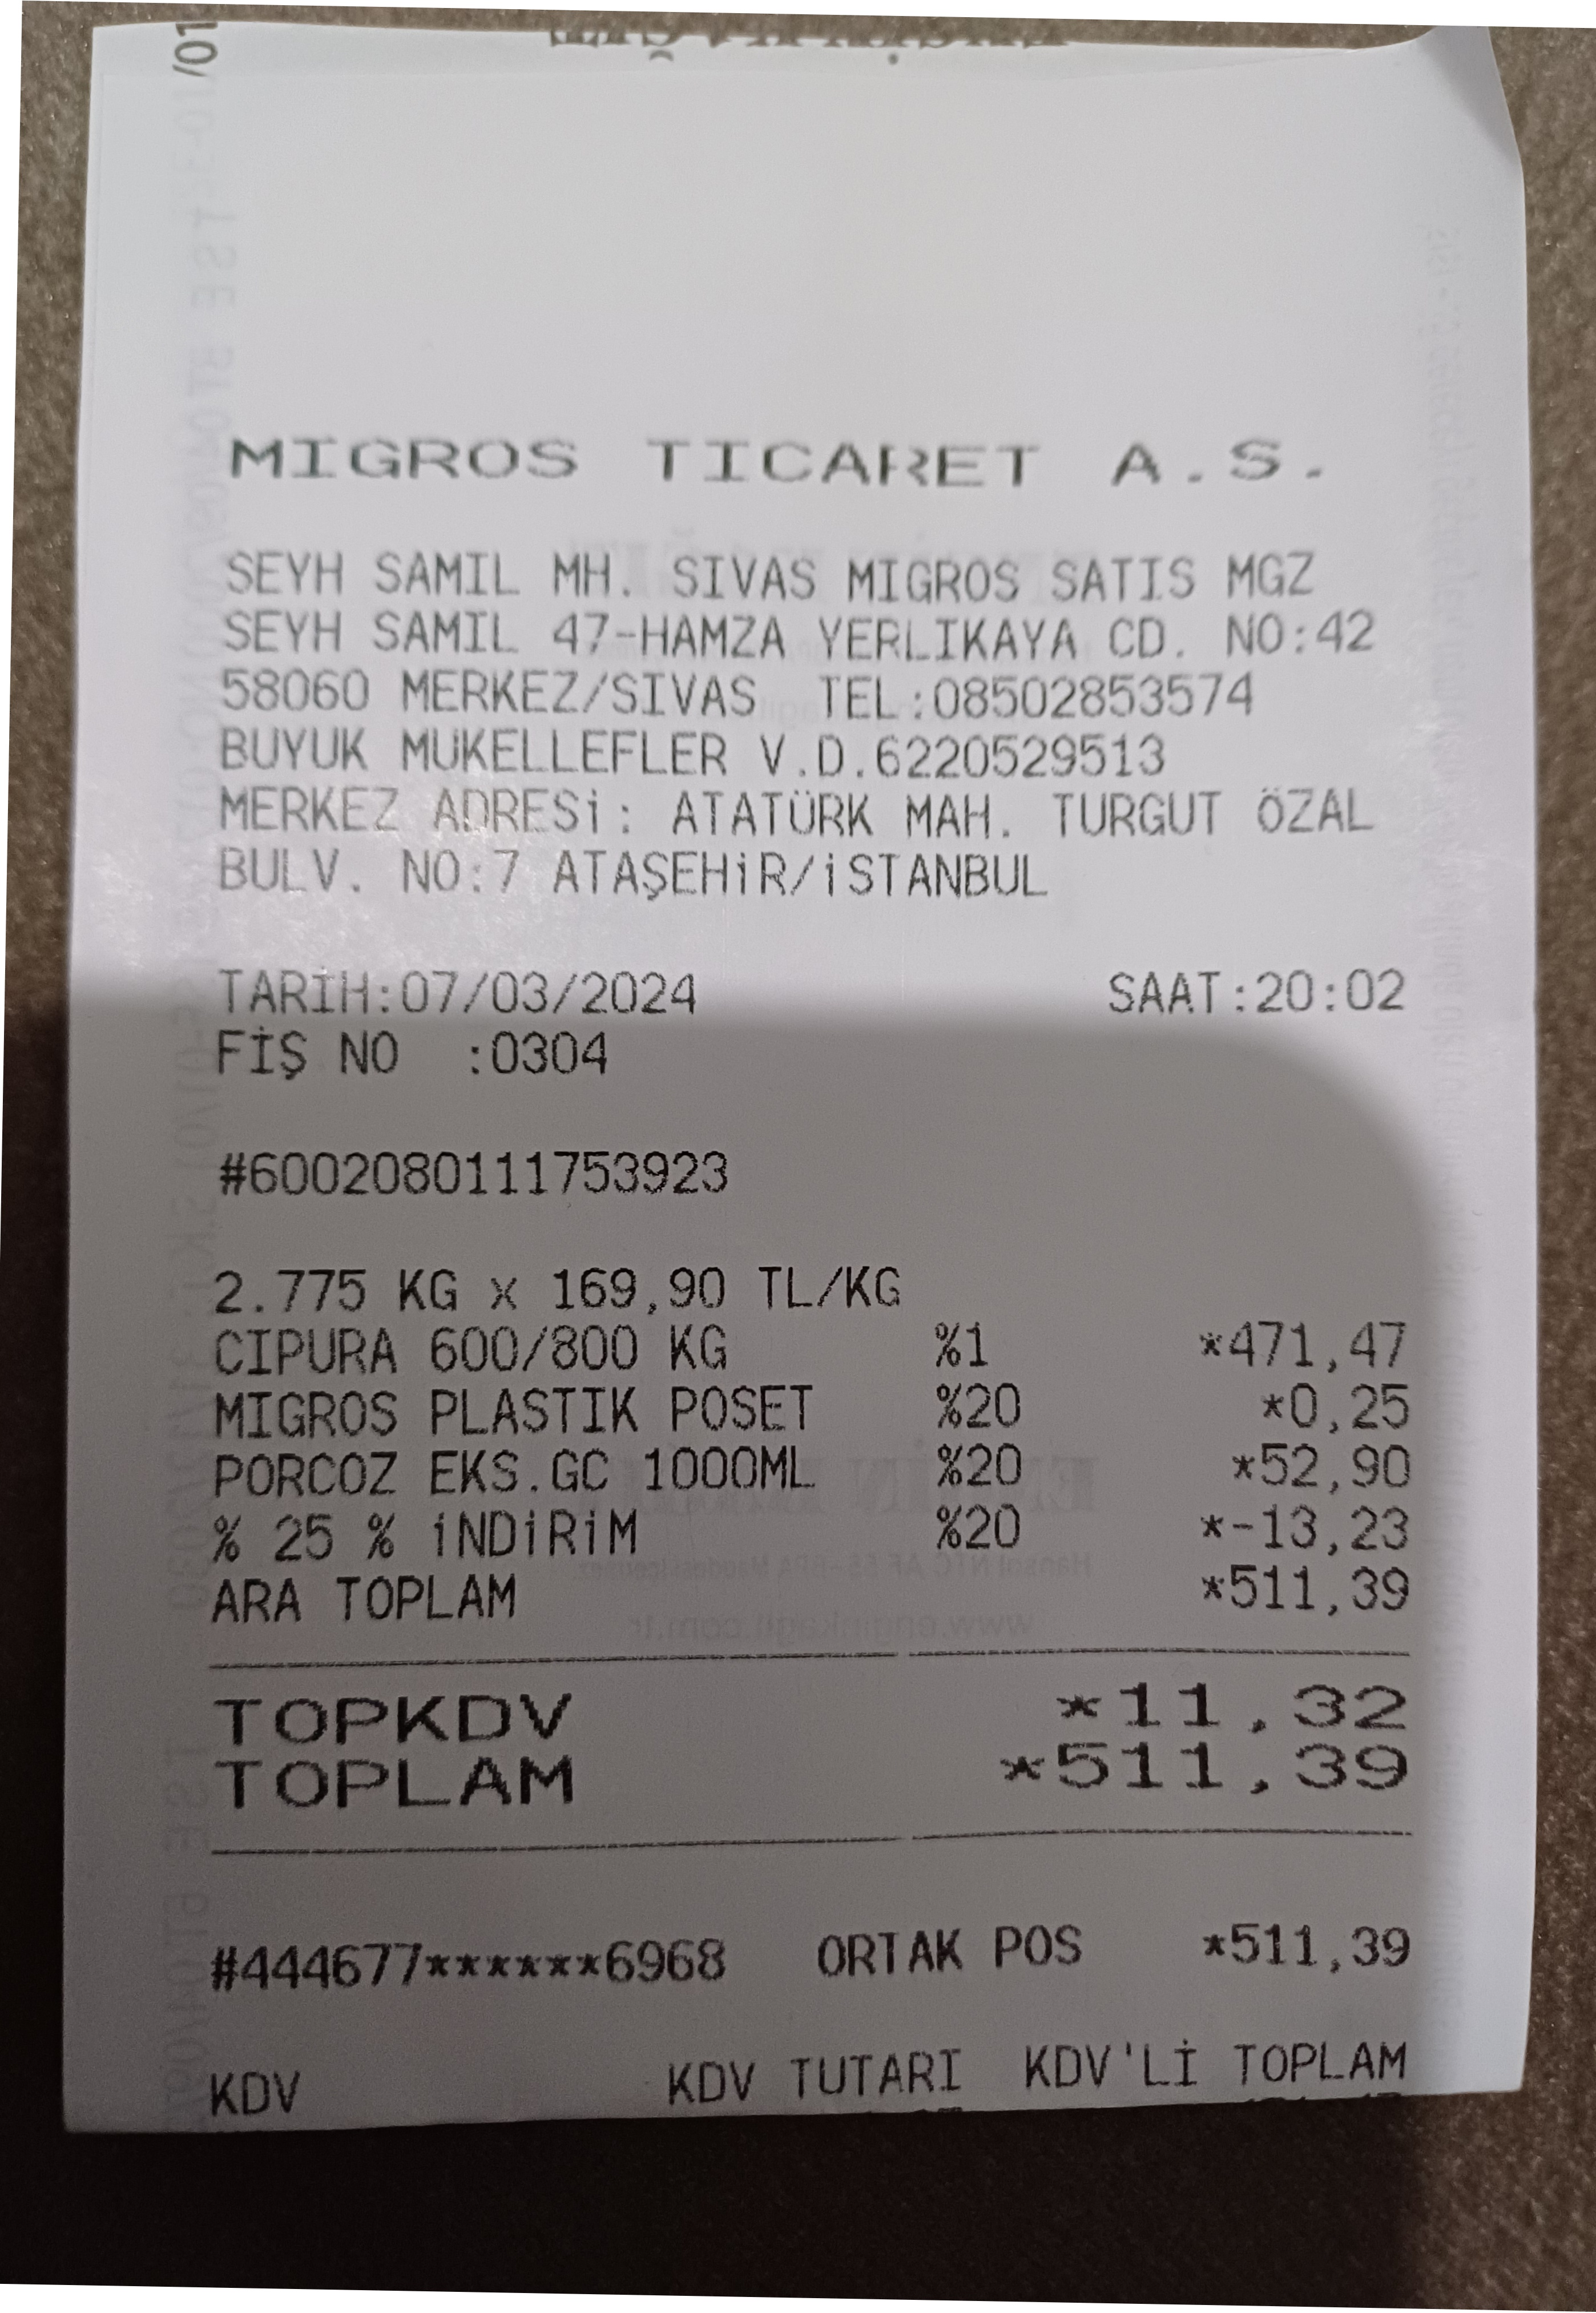 MIGROS TICARET A.S.
SEYH SAMIL MH. SIVAS MIGROS SATIS MGZ
SEYH SAMIL 47-HAMZA YERLIKAYA CD. NO:42
58060 MERKEZ/SIVAS TEL:08502853574
BUYUK MUKELLEFLER V.D.6220529513
MERKEZ ADRESİ: ATATÜRK MAH. TURGUT ÖZAL
BULV. NO:7 ATAŞEHİR/İSTANBUL
TARİH:07/03/2024 SAAT:20:02
FİŞ NO :0304
#6002080111753923
2.775 KG x 169,90 TL/KG
CIPURA 600/800 KG %1 *471,47
MIGROS PLASTIK POSET %20 *0,25
PORCOZ EKS.GC 1000ML %20 *52,90
% 25 % İNDİRİM %20 *-13,23
ARA TOPLAM *511,39
TOPKDV *11,32
TOPLAM *511,39
#444677******6968 ORTAK POS *511,39
KDV KDV TUTARI KDV'Lİ TOPLAM